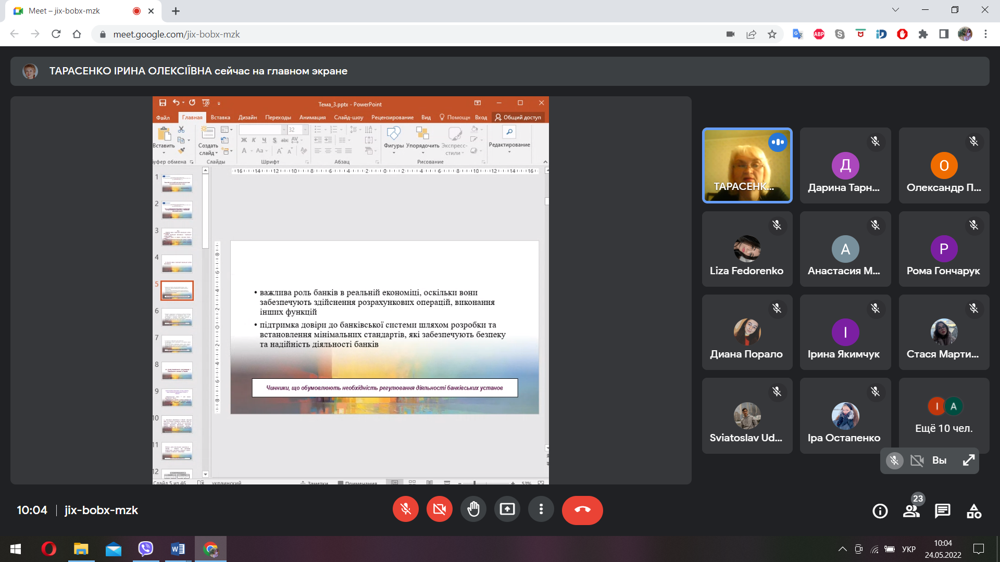 Meet – jix-bobx-mzk
meet.google.com/jix-bobx-mzk
ABP
ТАРАСЕНКО ІРИНА ОЛЕКСІЇВНА сейчас на главном экране
Тема_3.pptx - PowerPoint
Файл Главная Вставка Дизайн Переходы Анимация Слайд-шоу Рецензирование Вид Помощн Вход Общий доступ
32
Ж К Ч S abc AV
Вставить
Создать слайд
Фигуры Упорядочить Экспресс-стили
Редактирование
уфер обмена Слайды Шрифт Абзац Рисование
1
2
3
4
5
6
7
8
9
10
11
12
• важлива роль банків в реальній економіці, оскільки вони
забезпечують здійснення розрахункових операцій, виконання
інших функцій
• підтримка довіри до банківської системи шляхом розробки та
встановлення мінімальних стандартів, які забезпечують безпеку
та надійність діяльності банків
Чинники, що обумовлюють необхідність регулювання діяльності банківських установ
Слайд 5 из 46 украинский Заметки Примечания 53%
ТАРАСЕНК...
Д
Дарина Тарн...
О
Олександр П...
Liza Fedorenko
А
Анастасия М...
Р
Рома Гончарук
Диана Порало
І
Ірина Якимчук
Стася Марти...
Sviatoslav Ud...
Іра Остапенко
І А
Ещё 10 чел.
Вы
10:04 | jix-bobx-mzk
23
УКР
10:04
24.05.2022